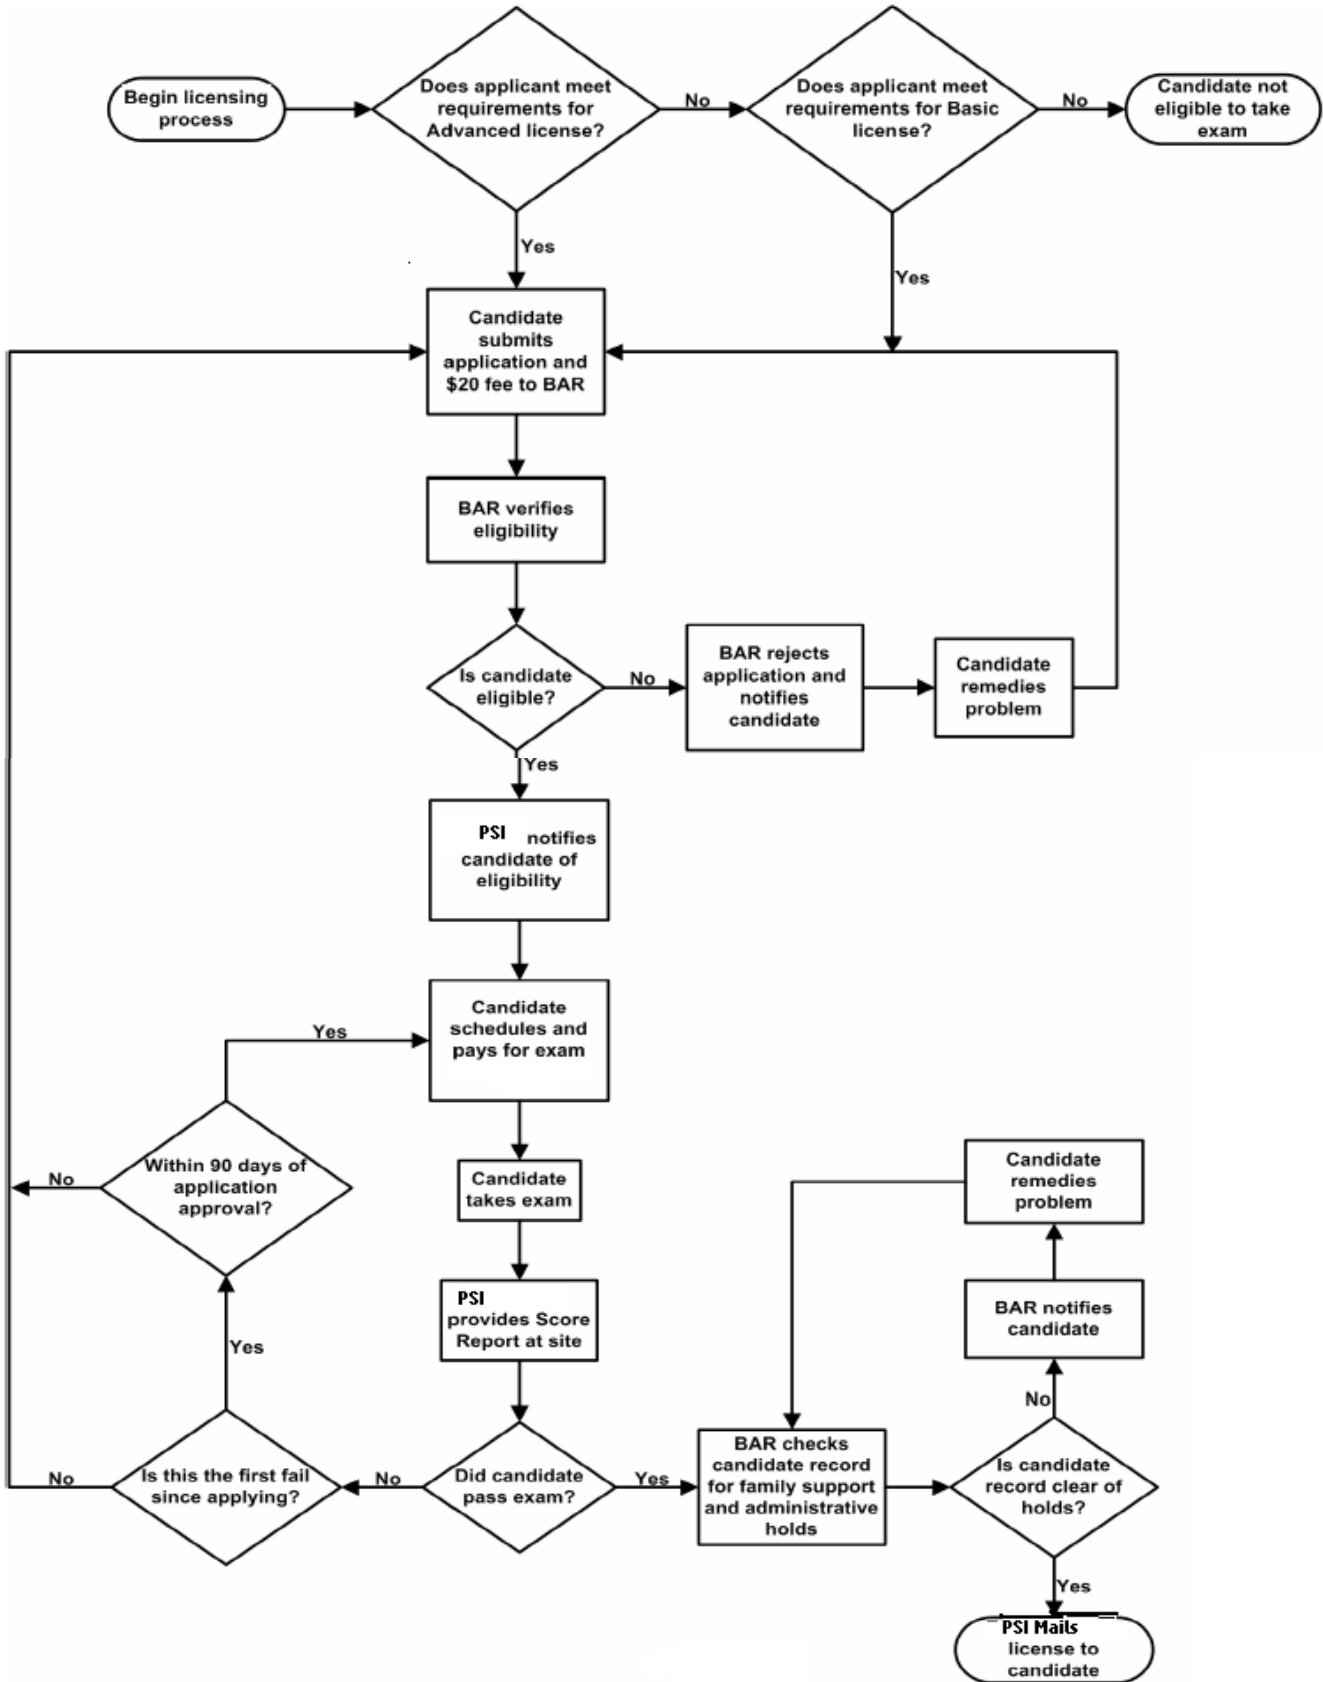 Begin licensing
process
Does applicant meet
requirements for
Advanced license?
No
Does applicant meet
requirements for Basic
license?
No
Candidate not
eligible to take
exam
Yes
Yes
Candidate
submits
application and
$20 fee to BAR
BAR verifies
eligibility
Is candidate
eligible?
No
BAR rejects
application and
notifies
candidate
Candidate
remedies
problem
Yes
PSI notifies
candidate of
eligibility
Candidate
schedules and
pays for exam
Yes
Within 90 days of
application
approval?
No
Candidate
takes exam
Candidate
remedies
problem
PSI
provides Score
Report at site
BAR notifies
candidate
Yes
No
Is this the first fail
since applying?
No
No
Did candidate
pass exam?
Yes
BAR checks
candidate record
for family support
and administrative
holds
Is candidate
record clear of
holds?
Yes
PSI Mails
license to
candidate